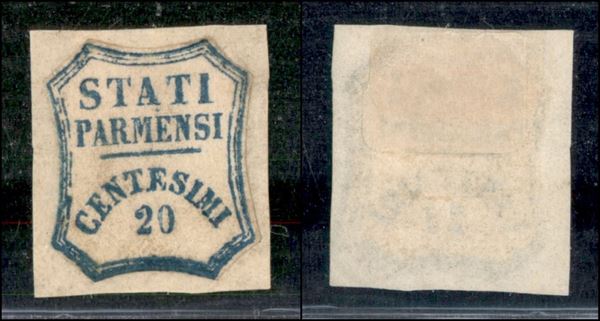 STATI
PARMENSI
CENTESIMI
20